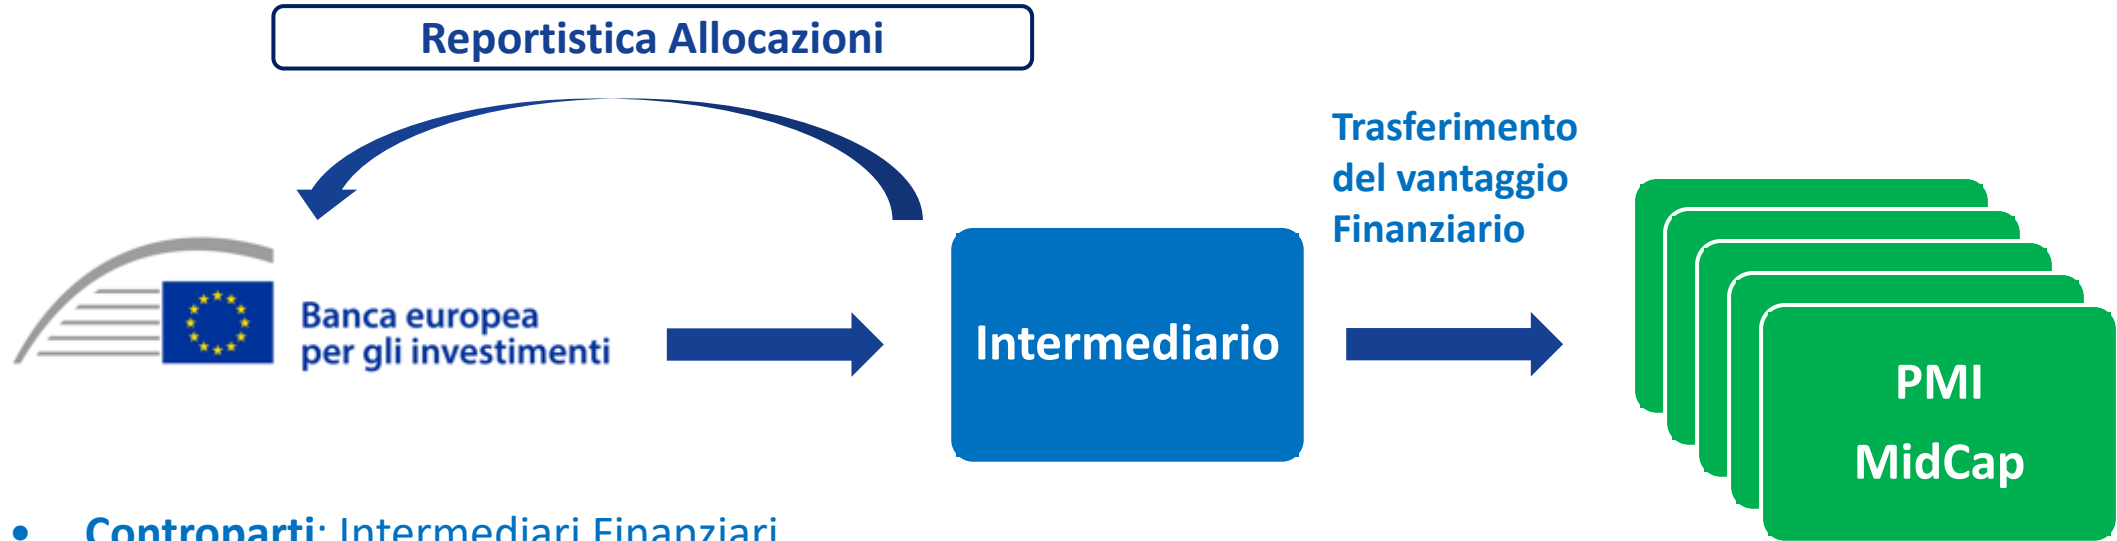 Reportistica Allocazioni
Trasferimento
del vantaggio
Finanziario
Banca europea
per gli investimenti
Intermediario
PMI
MidCap
• Controparti: Intermediari Finanziari